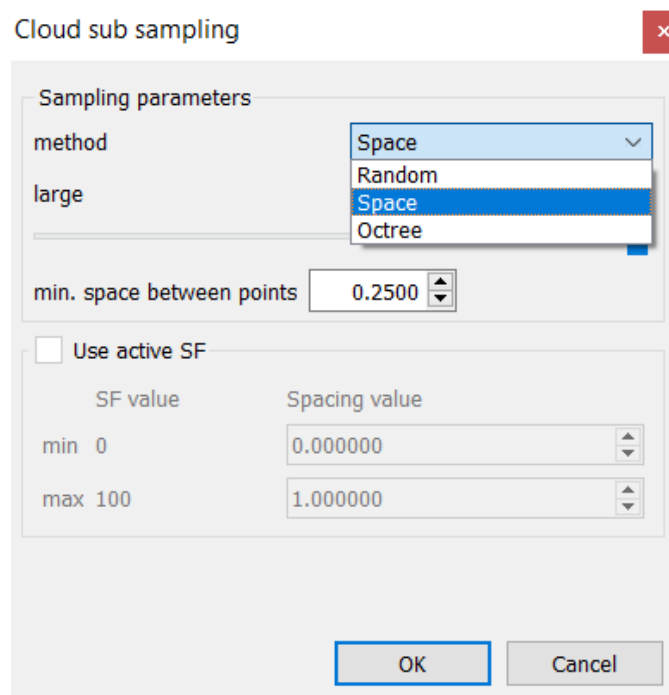 Cloud sub sampling
Sampling parameters
method Space
Random
large
Space
Octree
min. space between points 0.2500
Use active SF
SF value Spacing value
min 0 0.000000
max 100 1.000000
OK Cancel